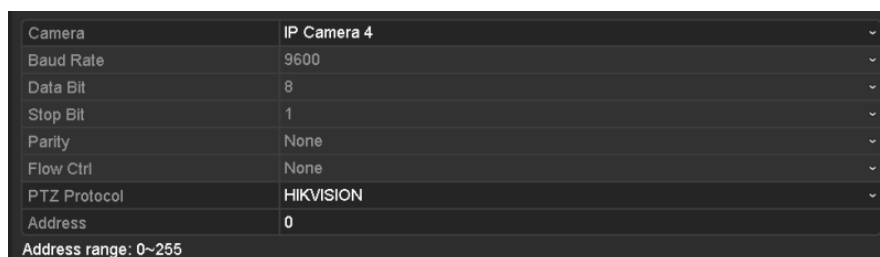 Camera IP Camera 4
Baud Rate 9600
Data Bit 8
Stop Bit 1
Parity None
Flow Ctrl None
PTZ Protocol HIKVISION
Address 0
Address range: 0~255